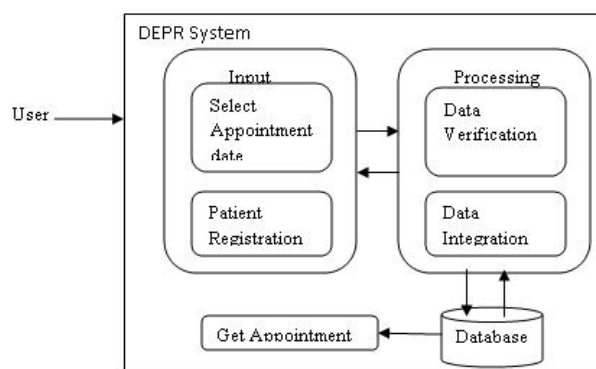 DEPR System
Input
Processing
User
Select
Appointment
date
Data
Verification
Patient
Registration
Data
Integration
Get Appointment
Database